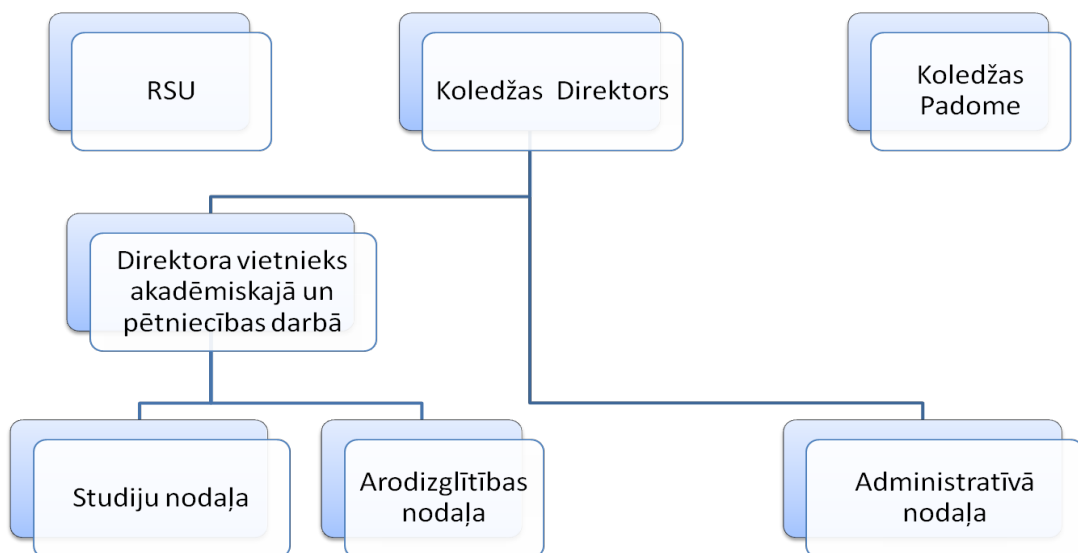 RSU
Koledžas  Direktors
Koledžas
Padome
Direktora vietnieks
akadēmiskajā un
pētniecības darbā
Studiju nodaļa
Arodizglītības
nodaļa
Administratīvā
nodaļa